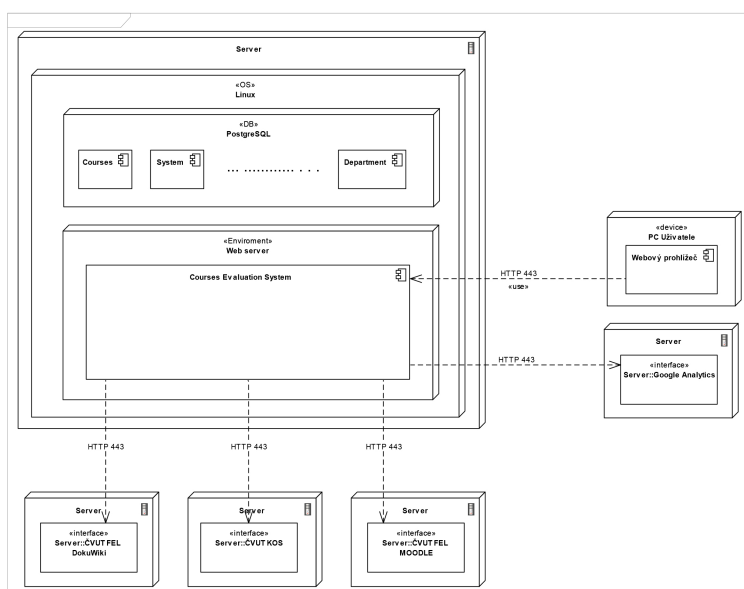 Server
«OS»
Linux
«DB»
PostgreSQL
Courses
System
... ............ . . .
Department
«Enviroment»
Web server
Courses Evaluation System
«device»
PC Uživatele
Webový prohlížeč
HTTP 443
«use»
Server
«interface»
Server::Google Analytics
HTTP 443
HTTP 443
HTTP 443
HTTP 443
Server
«interface»
Server::ČVUT FEL
DokuWiki
Server
«interface»
Server::ČVUT KOS
Server
«interface»
Server::ČVUT FEL
MOODLE